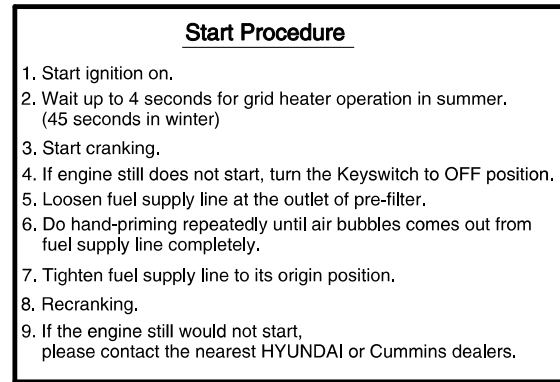 Start Procedure
1. Start ignition on.
2. Wait up to 4 seconds for grid heater operation in summer.
(45 seconds in winter)
3. Start cranking.
4. If engine still does not start, turn the Keyswitch to OFF position.
5. Loosen fuel supply line at the outlet of pre-filter.
6. Do hand-priming repeatedly until air bubbles comes out from
fuel supply line completely.
7. Tighten fuel supply line to its origin position.
8. Recranking.
9. If the engine still would not start,
please contact the nearest HYUNDAI or Cummins dealers.